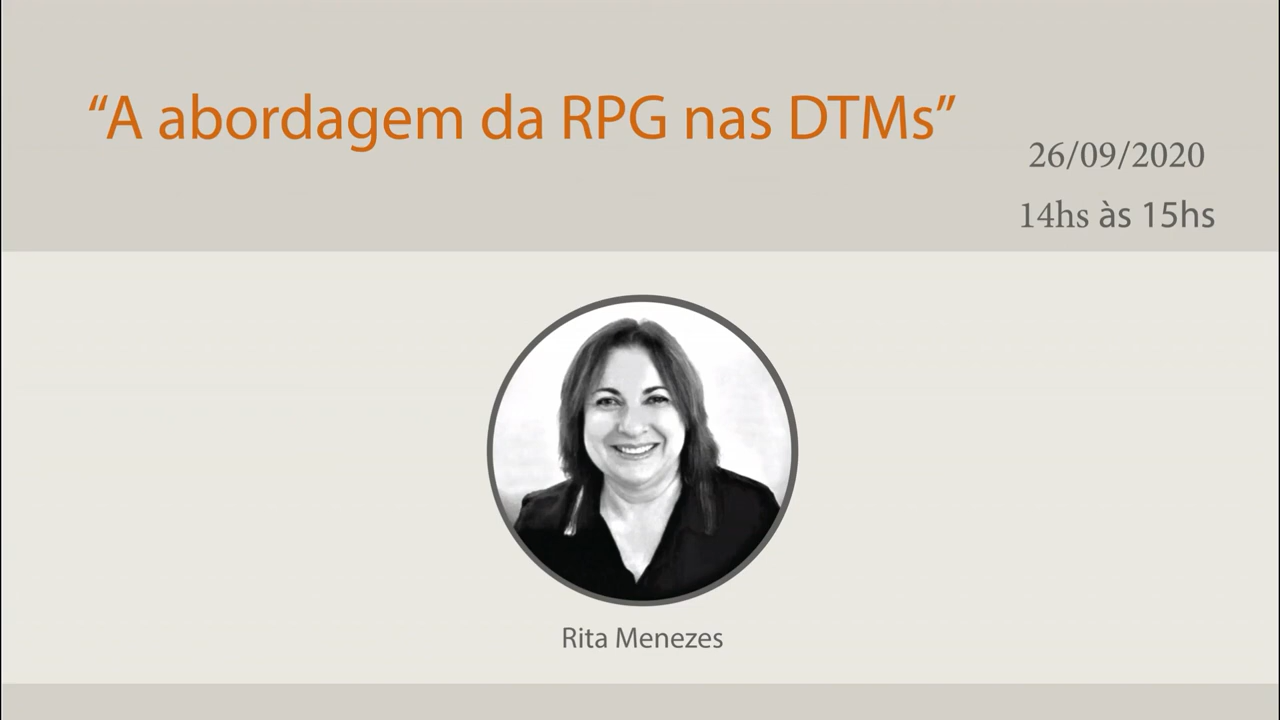 “A abordagem da RPG nas DTMs”
26/09/2020
14hs às 15hs
Rita Menezes